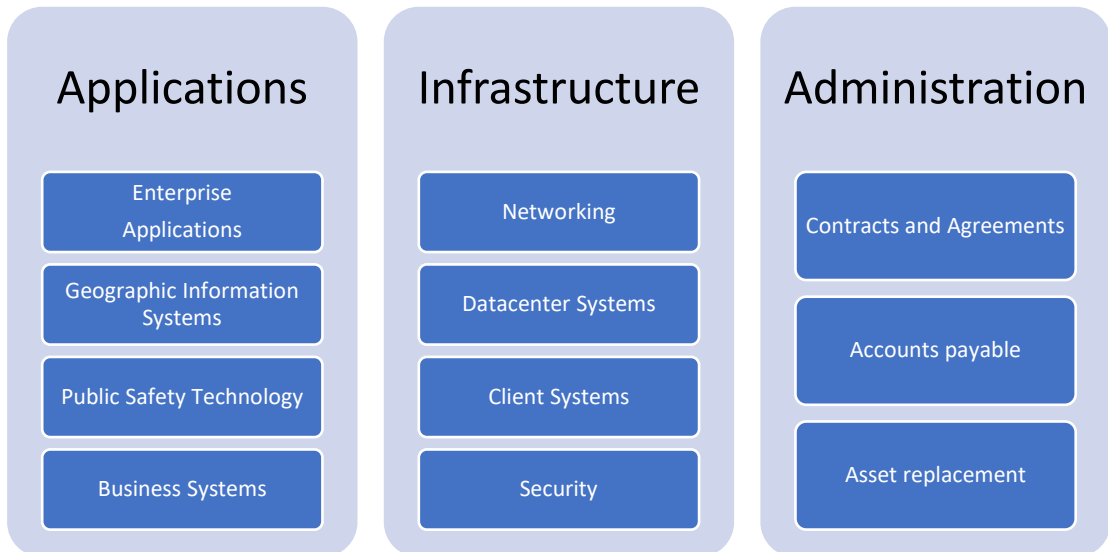 Applications
Enterprise
Applications
Geographic Information
Systems
Public Safety Technology
Business Systems
Infrastructure
Networking
Datacenter Systems
Client Systems
Security
Administration
Contracts and Agreements
Accounts payable
Asset replacement